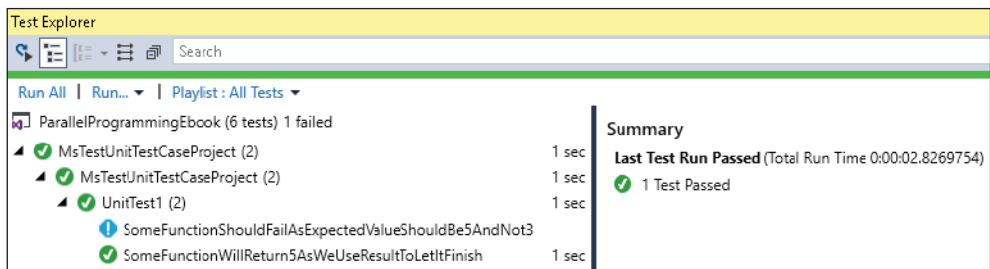 Test Explorer
Search
Run All | Run... | Playlist : All Tests
ParallelProgrammingEbook (6 tests) 1 failed
MsTestUnitTestCaseProject (2) 1 sec
MsTestUnitTestCaseProject (2) 1 sec
UnitTest1 (2) 1 sec
SomeFunctionShouldFailAsExpectedValueShouldBe5AndNot3
SomeFunctionWillReturn5AsWeUseResultToLetItFinish 1 sec
Summary
Last Test Run Passed (Total Run Time 0:00:02.8269754)
1 Test Passed